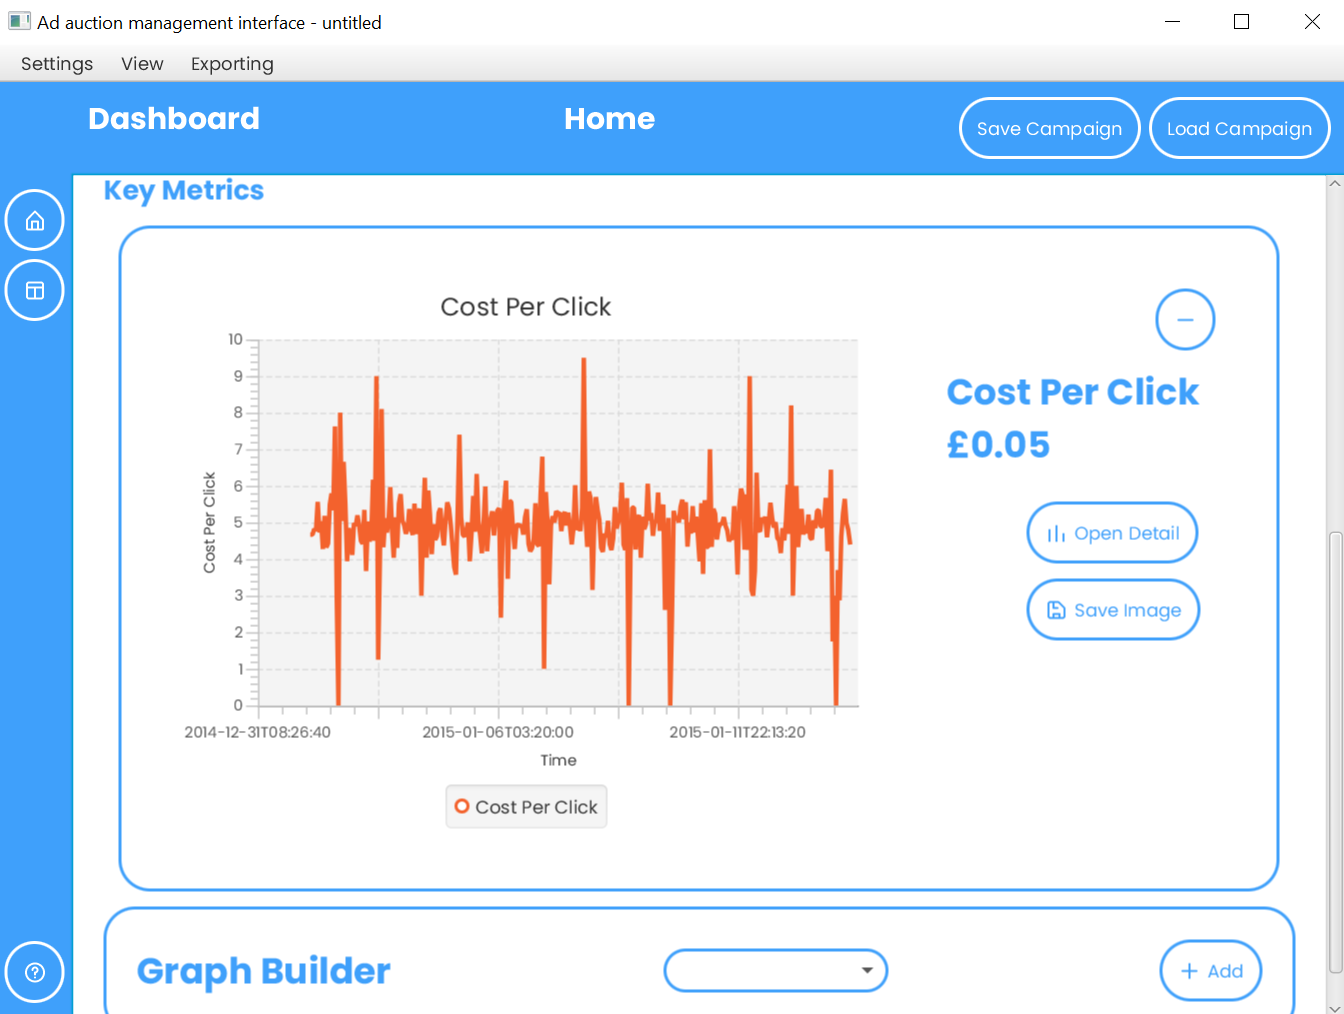 Ad auction management interface - untitled
Settings View Exporting
Dashboard Home Save Campaign Load Campaign
Key Metrics
Cost Per Click
10
9
8
7
6
5
4
3
2
1
0
Cost Per Click
2014-12-31T08:26:40 2015-01-06T03:20:00 2015-01-11T22:13:20
Time
Cost Per Click
Cost Per Click
£0.05
Open Detail
Save Image
Graph Builder Add